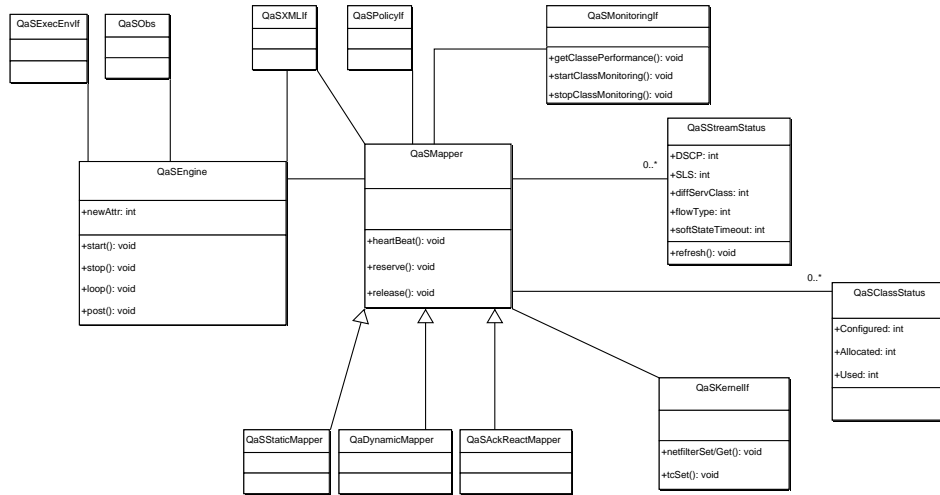 QaSExecEnvIf
QaSObs
QaSXMLIf
QaSPolicyIf
QaSMonitoringIf
+getClassePerformance(): void
+startClassMonitoring(): void
+stopClassMonitoring(): void
QaSStreamStatus
+DSCP: int
+SLS: int
+diffServClass: int
+flowType: int
+softStateTimeout: int
+refresh(): void
0..*
QaSEngine
+newAttr: int
+start(): void
+stop(): void
+loop(): void
+post(): void
QaSMapper
+heartBeat(): void
+reserve(): void
+release(): void
0..*
QaSClassStatus
+Configured: int
+Allocated: int
+Used: int
QaSKernelIf
+netfilterSet/Get(): void
+tcSet(): void
QaSStaticMapper
QaDynamicMapper
QaSAckReactMapper